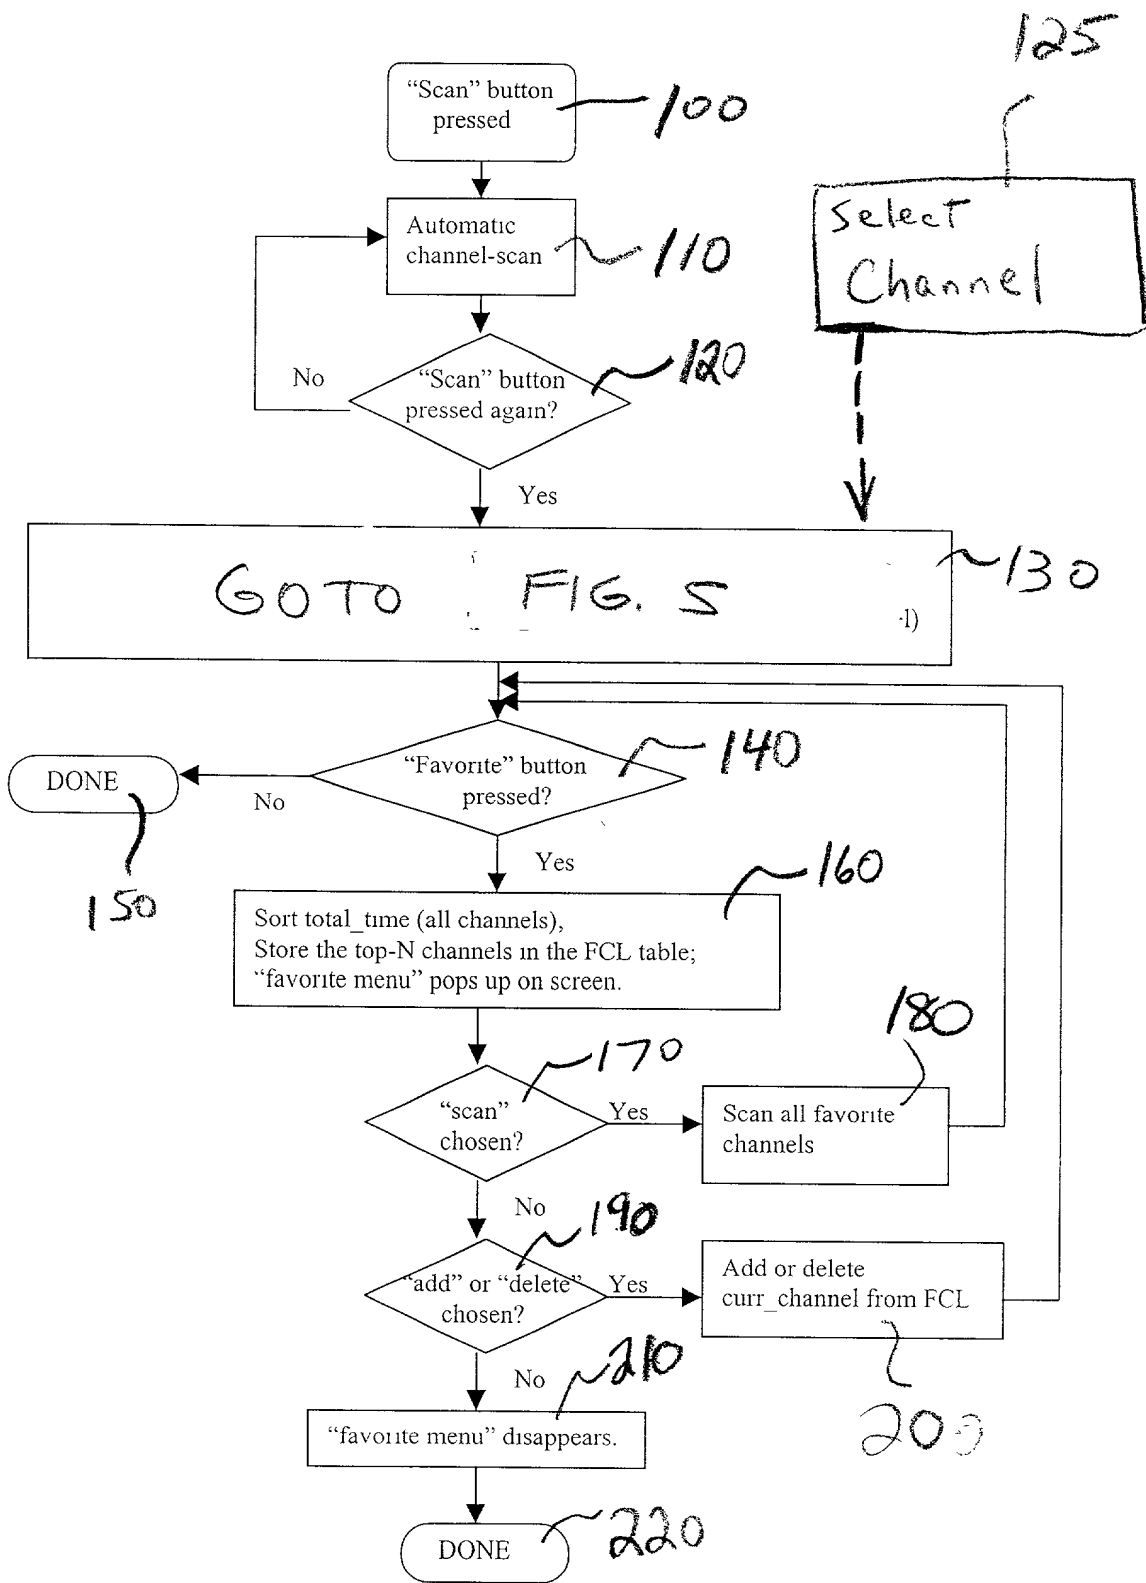 125
“Scan” button
pressed
100
Select
Channel
Automatic
channel-scan
110
120
No
“Scan” button
pressed again?
Yes
GOTO FIG. 5
130
-1)
140
“Favorite” button
pressed?
DONE
No
150
Yes
160
Sort total_time (all channels),
Store the top-N channels in the FCL table;
“favorite menu” pops up on screen.
180
170
“scan”
chosen?
Yes
Scan all favorite
channels
No
190
“add” or “delete”
chosen?
Yes
Add or delete
curr_channel from FCL
No
210
200
“favorite menu” disappears.
DONE
220